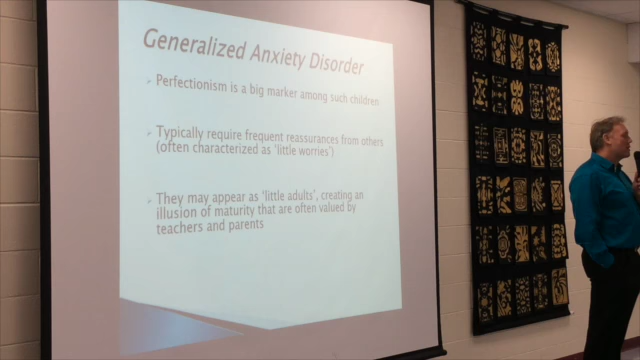 Generalized Anxiety Disorder
Perfectionism is a big marker among such children
Typically require frequent reassurances from others
(often characterized as 'little worries')
They may appear as 'little adults', creating an
illusion of maturity that are often valued by
teachers and parents